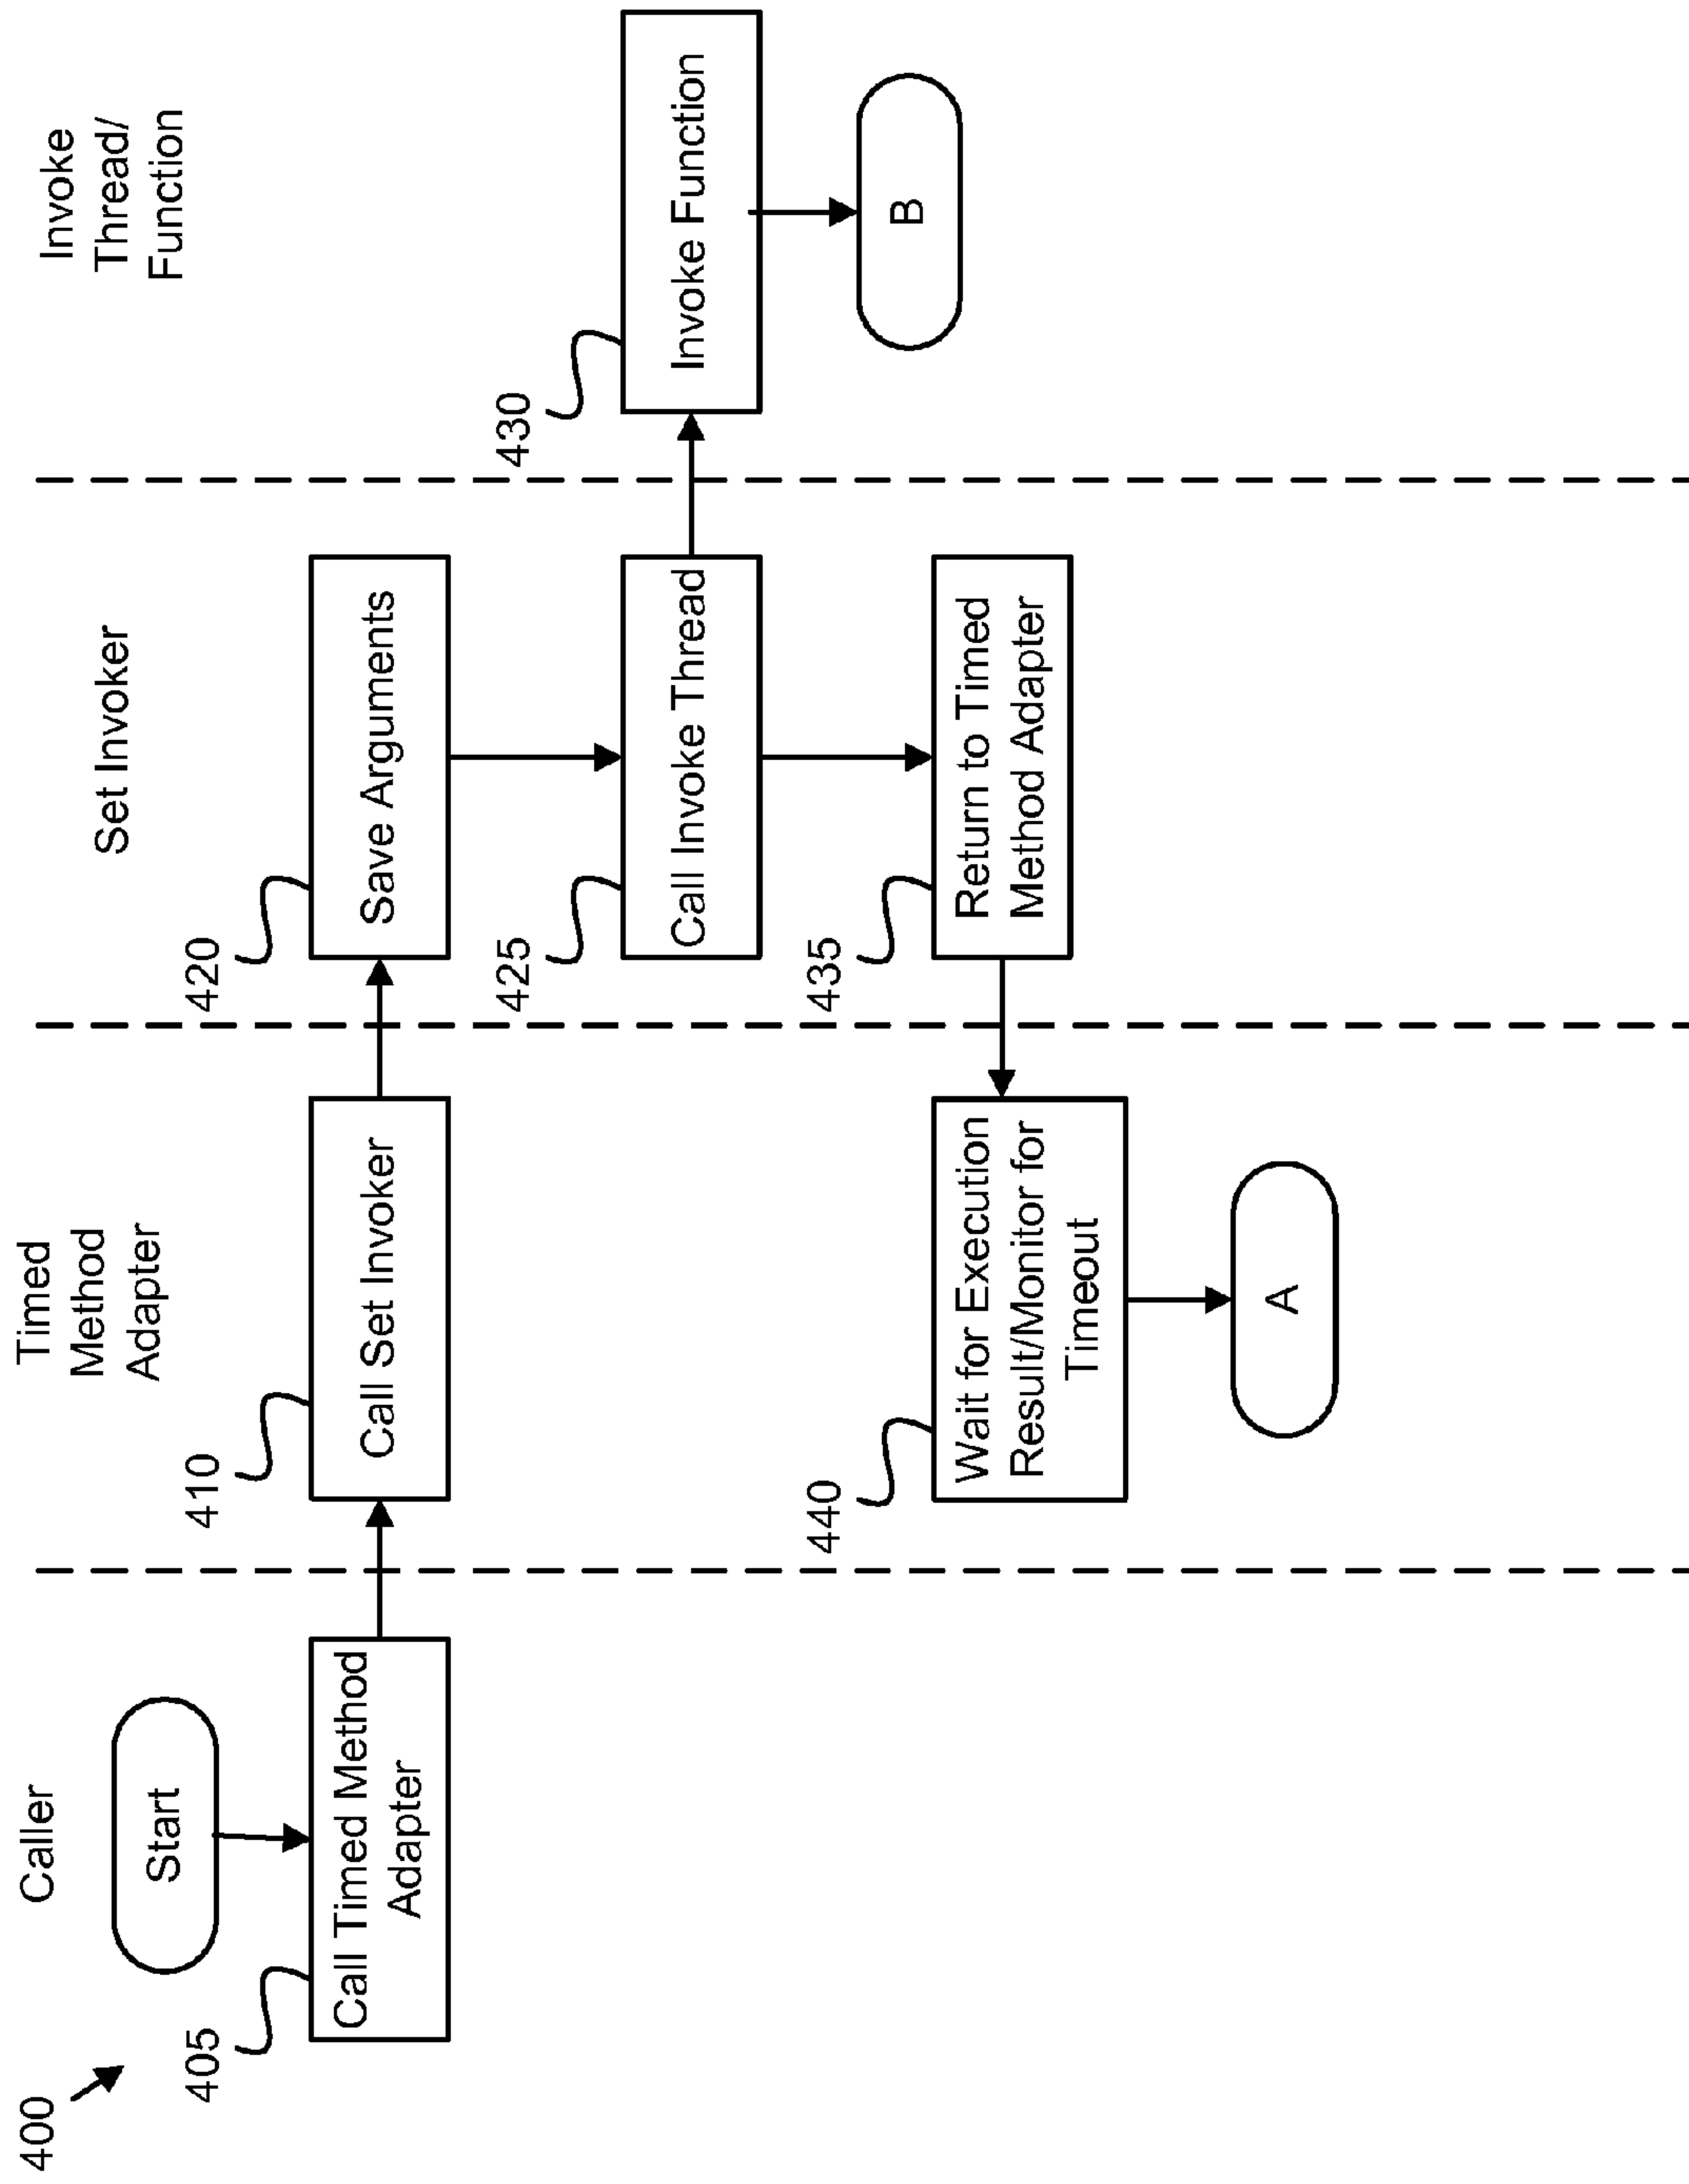 400
Caller
Timed
Method
Adapter
Set Invoker
Invoke
Thread/
Function
Start
405
Call Timed Method
Adapter
410
Call Set Invoker
420
Save Arguments
425
Call Invoke Thread
430
Invoke Function
B
435
Return to Timed
Method Adapter
440
Wait for Execution
Result/Monitor for
Timeout
A